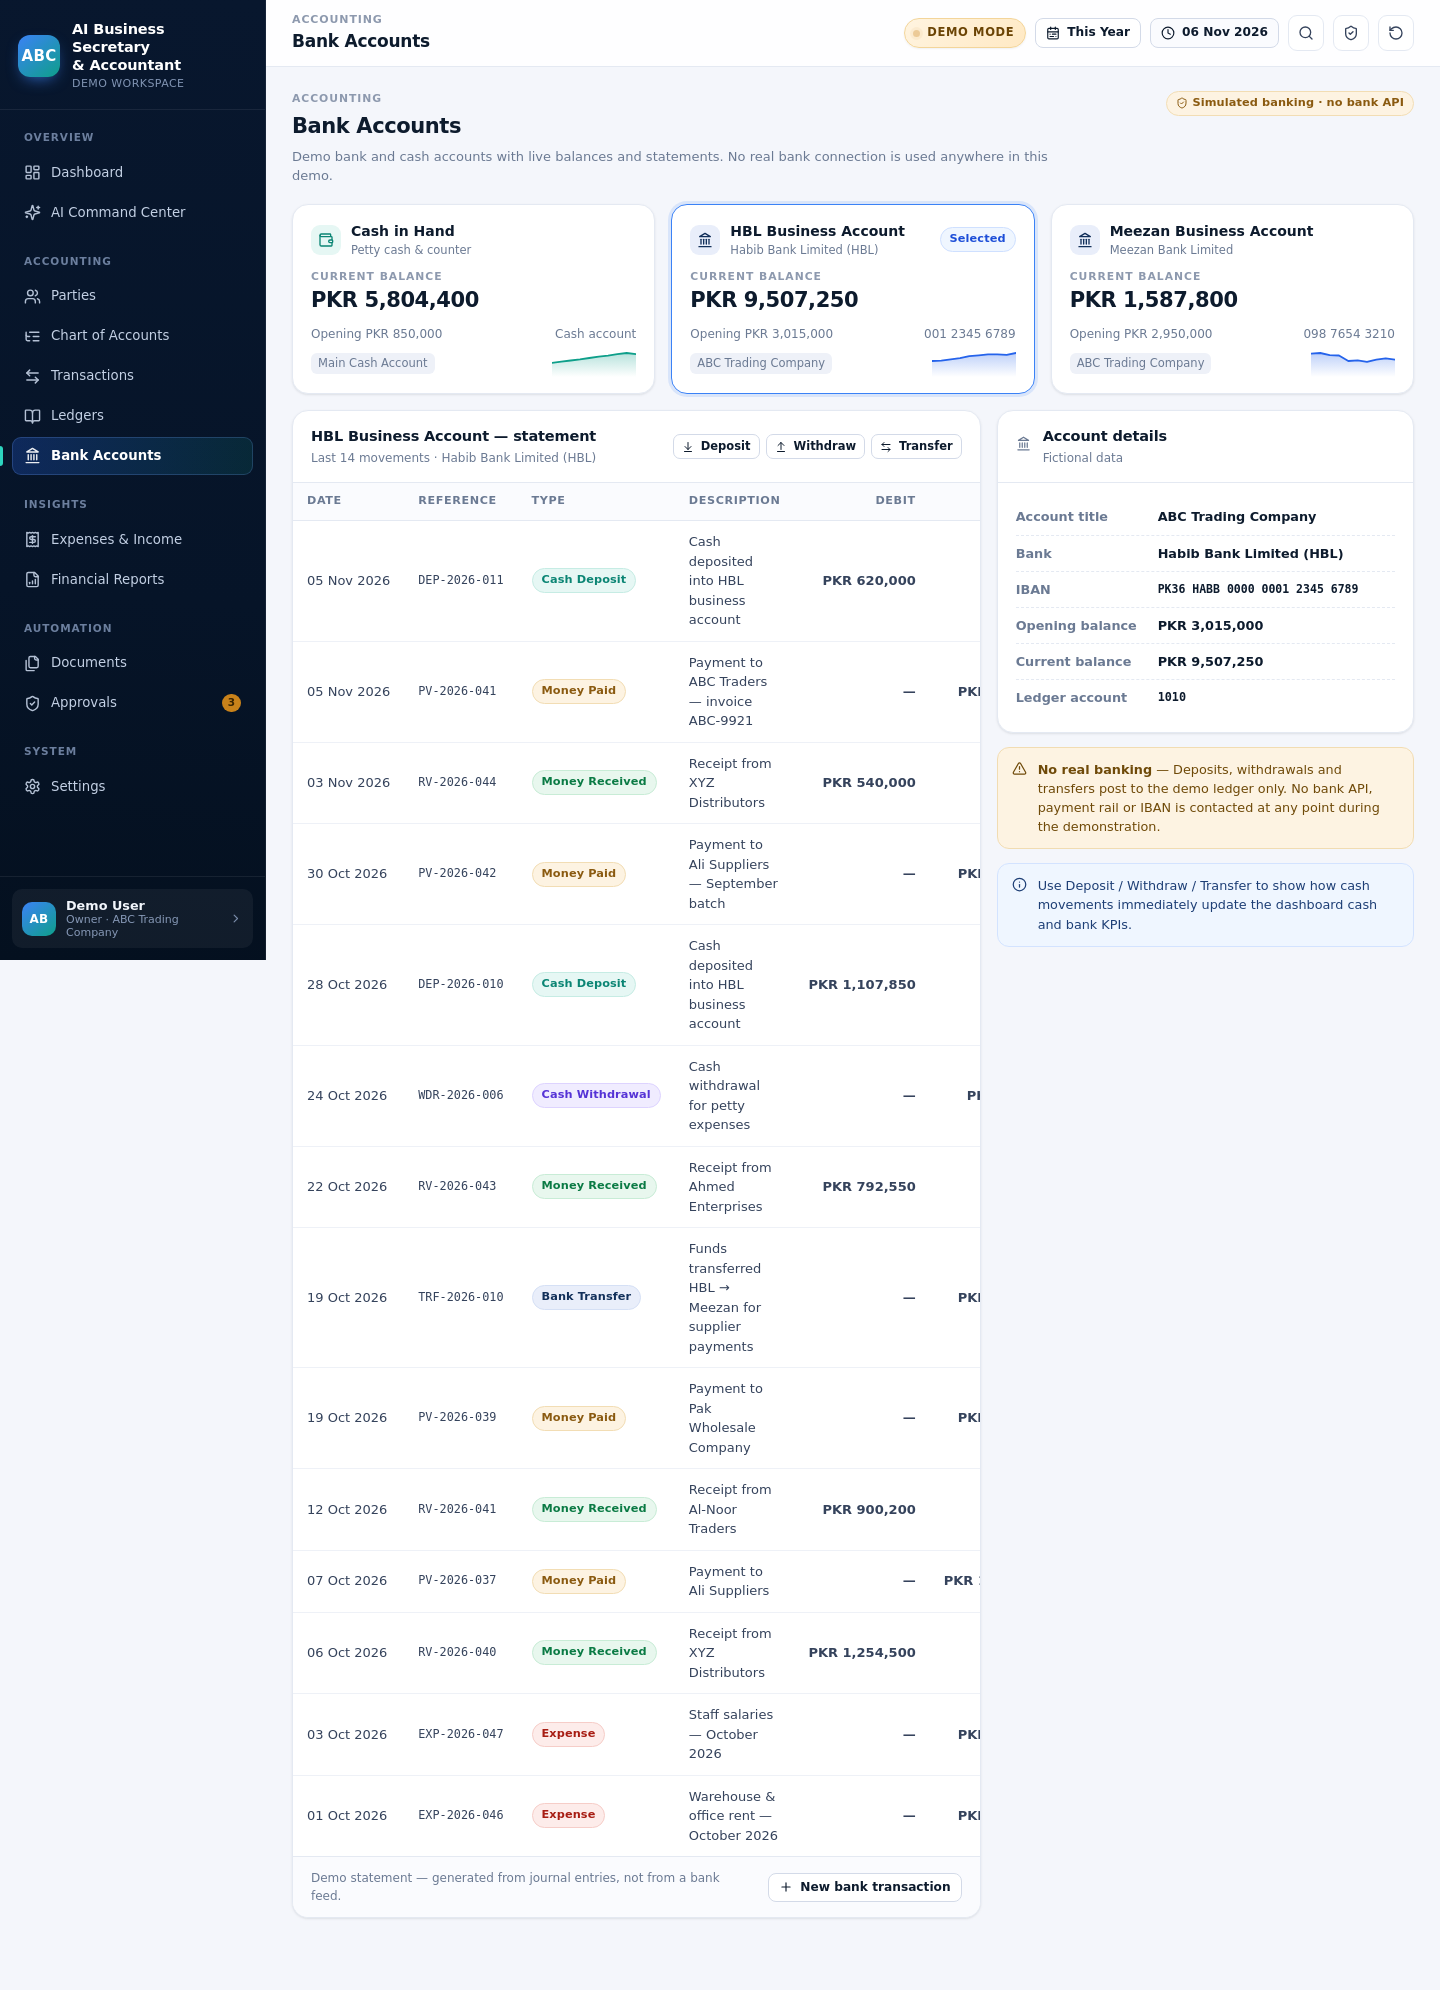 ABC
AI Business
Secretary
& Accountant
DEMO WORKSPACE
OVERVIEW
Dashboard
AI Command Center
ACCOUNTING
Parties
Chart of Accounts
Transactions
Ledgers
Bank Accounts
INSIGHTS
Expenses & Income
Financial Reports
AUTOMATION
Documents
Approvals 3
SYSTEM
Settings
AB
Demo User
Owner · ABC Trading
Company
ACCOUNTING
Bank Accounts
DEMO MODE
This Year
06 Nov 2026
ACCOUNTING
Bank Accounts
Demo bank and cash accounts with live balances and statements. No real bank connection is used anywhere in this
demo.
Simulated banking · no bank API
Cash in Hand
Petty cash & counter
CURRENT BALANCE
PKR 5,804,400
Opening PKR 850,000 Cash account
Main Cash Account
HBL Business Account
Habib Bank Limited (HBL)
Selected
CURRENT BALANCE
PKR 9,507,250
Opening PKR 3,015,000 001 2345 6789
ABC Trading Company
Meezan Business Account
Meezan Bank Limited
CURRENT BALANCE
PKR 1,587,800
Opening PKR 2,950,000 098 7654 3210
ABC Trading Company
HBL Business Account — statement
Last 14 movements · Habib Bank Limited (HBL)
Deposit Withdraw Transfer
DATE REFERENCE TYPE DESCRIPTION DEBIT
05 Nov 2026 DEP-2026-011 Cash Deposit
Cash
deposited
into HBL
business
account
PKR 620,000
05 Nov 2026 PV-2026-041 Money Paid
Payment to
ABC Traders
— invoice
ABC-9921
—
03 Nov 2026 RV-2026-044 Money Received
Receipt from
XYZ
Distributors
PKR 540,000
30 Oct 2026 PV-2026-042 Money Paid
Payment to
Ali Suppliers
— September
batch
—
28 Oct 2026 DEP-2026-010 Cash Deposit
Cash
deposited
into HBL
business
account
PKR 1,107,850
24 Oct 2026 WDR-2026-006 Cash Withdrawal
Cash
withdrawal
for petty
expenses
—
22 Oct 2026 RV-2026-043 Money Received
Receipt from
Ahmed
Enterprises
PKR 792,550
19 Oct 2026 TRF-2026-010 Bank Transfer
Funds
transferred
HBL →
Meezan for
supplier
payments
—
19 Oct 2026 PV-2026-039 Money Paid
Payment to
Pak
Wholesale
Company
—
12 Oct 2026 RV-2026-041 Money Received
Receipt from
Al-Noor
Traders
PKR 900,200
07 Oct 2026 PV-2026-037 Money Paid
Payment to
Ali Suppliers
— PKR
06 Oct 2026 RV-2026-040 Money Received
Receipt from
XYZ
Distributors
PKR 1,254,500
03 Oct 2026 EXP-2026-047 Expense
Staff salaries
— October
2026
—
01 Oct 2026 EXP-2026-046 Expense
Warehouse &
office rent —
October 2026
—
Demo statement — generated from journal entries, not from a bank
feed.
New bank transaction
Account details
Fictional data
Account title ABC Trading Company
Bank Habib Bank Limited (HBL)
IBAN PK36 HABB 0000 0001 2345 6789
Opening balance PKR 3,015,000
Current balance PKR 9,507,250
Ledger account 1010
No real banking — Deposits, withdrawals and
transfers post to the demo ledger only. No bank API,
payment rail or IBAN is contacted at any point during
the demonstration.
Use Deposit / Withdraw / Transfer to show how cash
movements immediately update the dashboard cash
and bank KPIs.